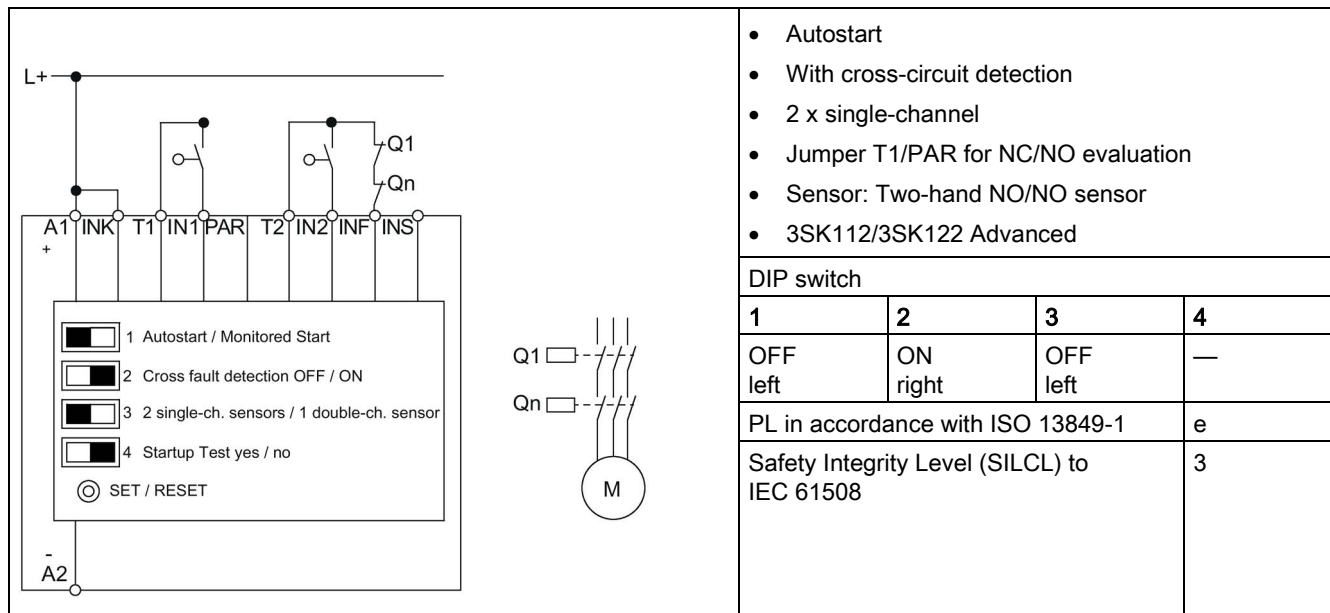 L+
Q1
Qn
A1 INK T1 IN1 PAR T2 IN2 INF INS
+
1 Autostart / Monitored Start
2 Cross fault detection OFF / ON
3 2 single-ch. sensors / 1 double-ch. sensor
4 Startup Test yes / no
SET / RESET
-
A2
Q1
Qn
M
• Autostart
• With cross-circuit detection
• 2 x single-channel
• Jumper T1/PAR for NC/NO evaluation
• Sensor: Two-hand NO/NO sensor
• 3SK112/3SK122 Advanced
DIP switch
1 2 3 4
OFF ON OFF —
left right left
PL in accordance with ISO 13849-1 e
Safety Integrity Level (SILCL) to 3
IEC 61508